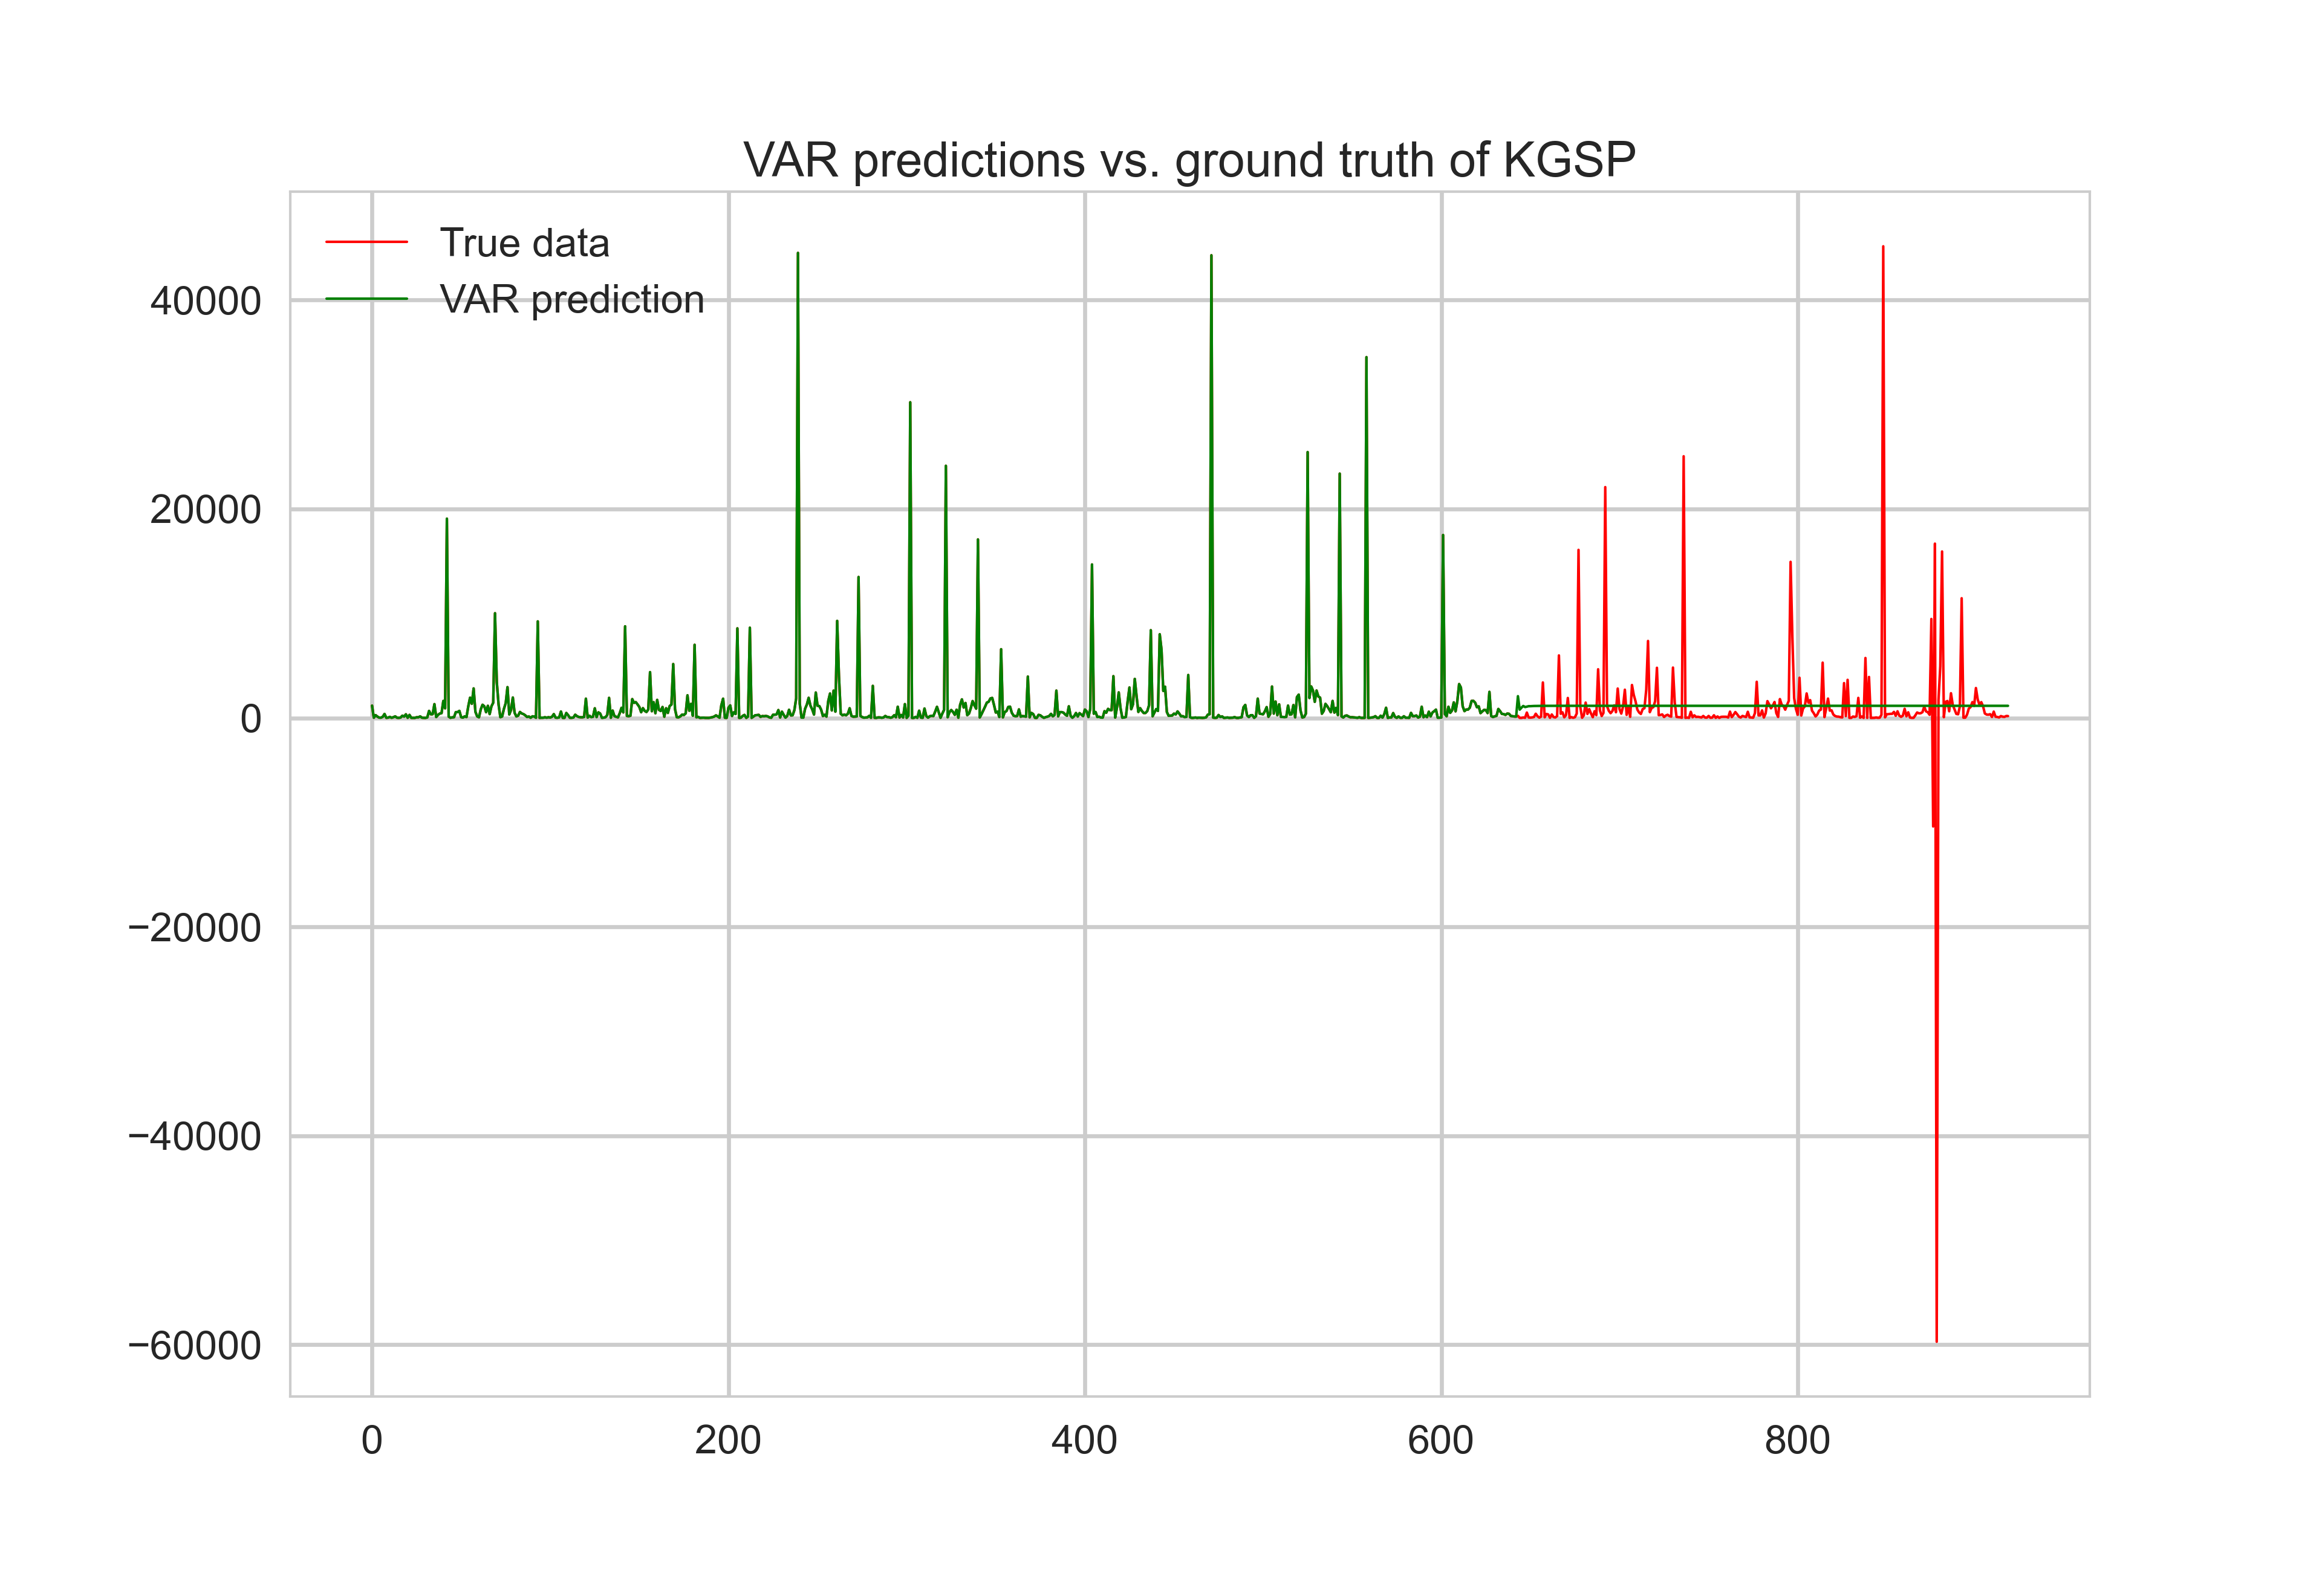 VAR predictions vs. ground truth of KGSP
True data
VAR prediction
40000
20000
0
−20000
−40000
−60000
0 200 400 600 800